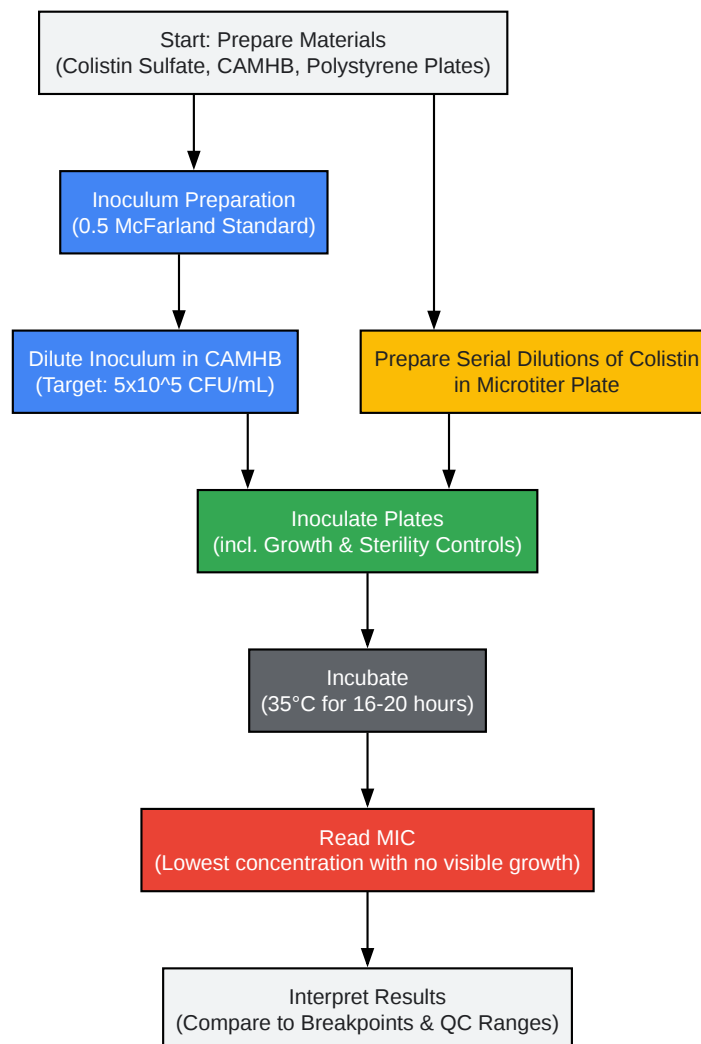 Start: Prepare Materials
(Colistin Sulfate, CAMHB, Polystyrene Plates)
Inoculum Preparation
(0.5 McFarland Standard)
Dilute Inoculum in CAMHB
(Target: 5x10^5 CFU/mL)
Prepare Serial Dilutions of Colistin
in Microtiter Plate
Inoculate Plates
(incl. Growth & Sterility Controls)
Incubate
(35°C for 16-20 hours)
Read MIC
(Lowest concentration with no visible growth)
Interpret Results
(Compare to Breakpoints & QC Ranges)